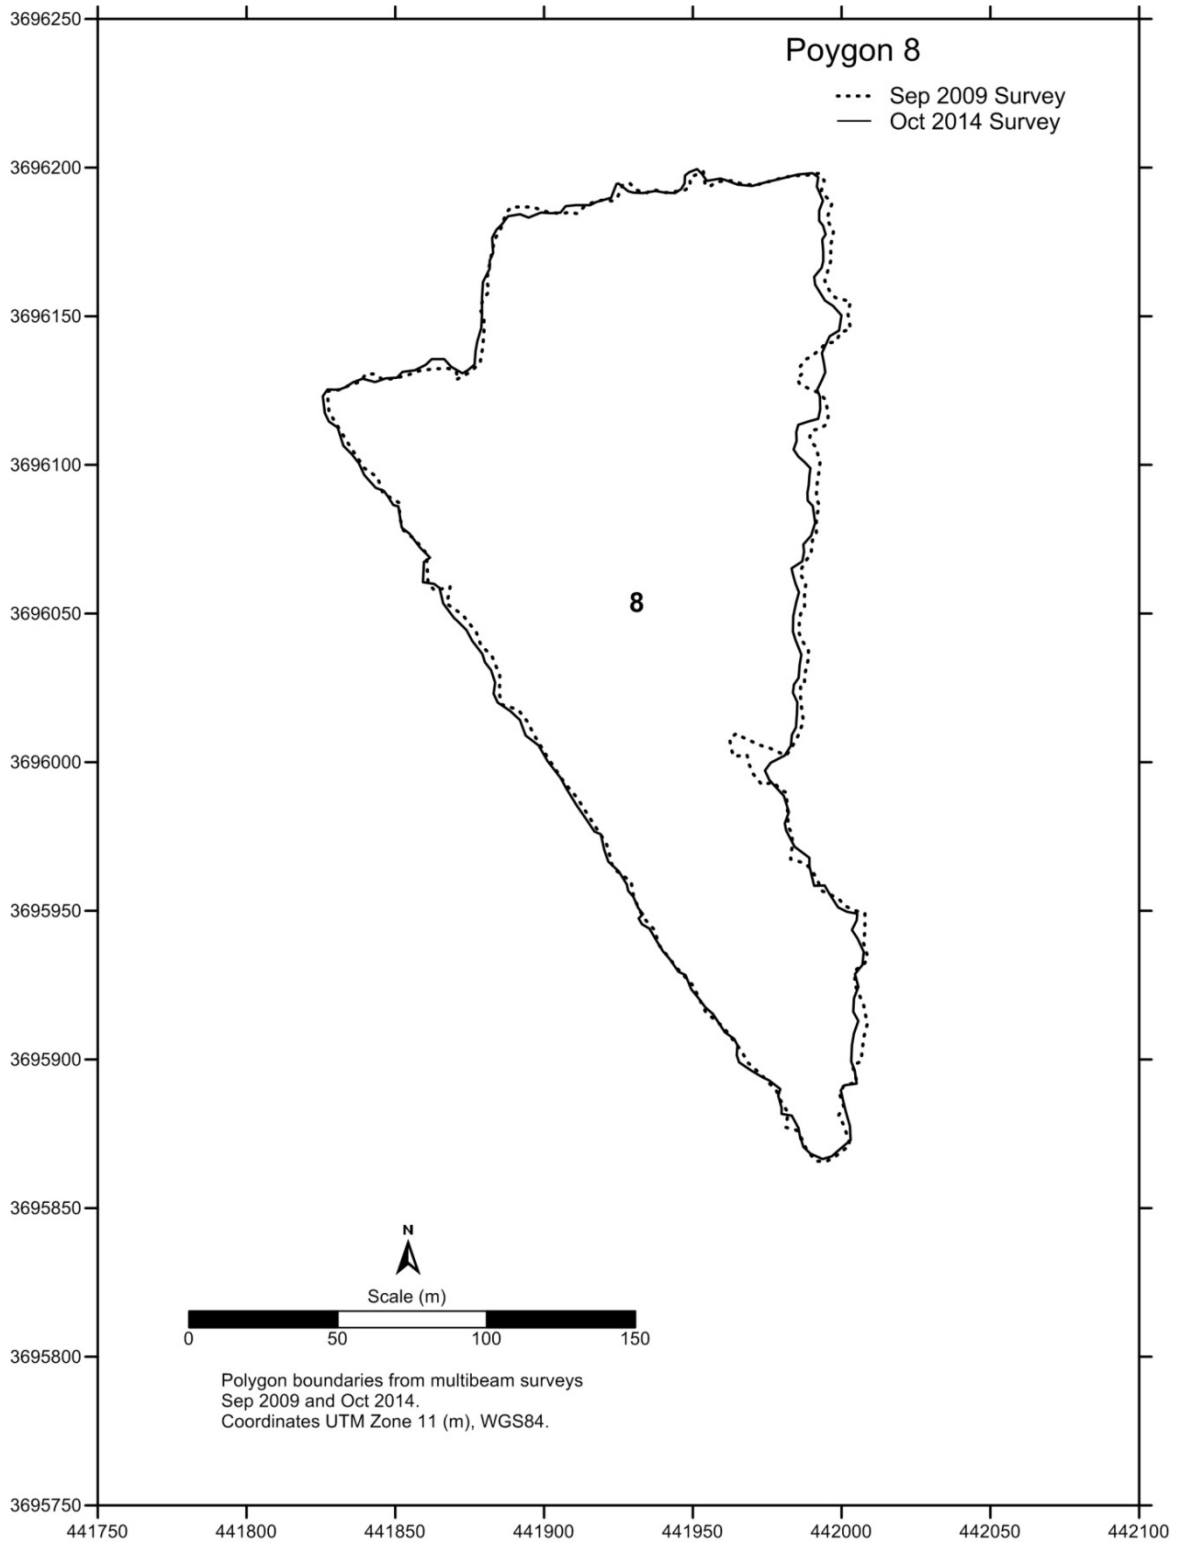 Poygon 8
Sep 2009 Survey
Oct 2014 Survey
3696250
3696200
3696150
3696100
3696050
3696000
3695950
3695900
3695850
3695800
3695750
8
N
Scale (m)
0 50 100 150
Polygon boundaries from multibeam surveys
Sep 2009 and Oct 2014.
Coordinates UTM Zone 11 (m), WGS84.
441750 441800 441850 441900 441950 442000 442050 442100